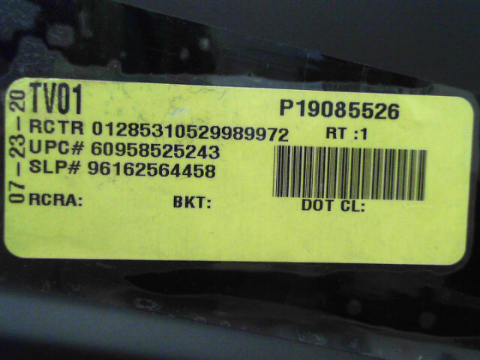 07-23-20
TV01 P19085526
RCTR 01285310529989972 RT :1
UPC# 60958525243
SLP# 96162564458
RCRA: BKT: DOT CL: